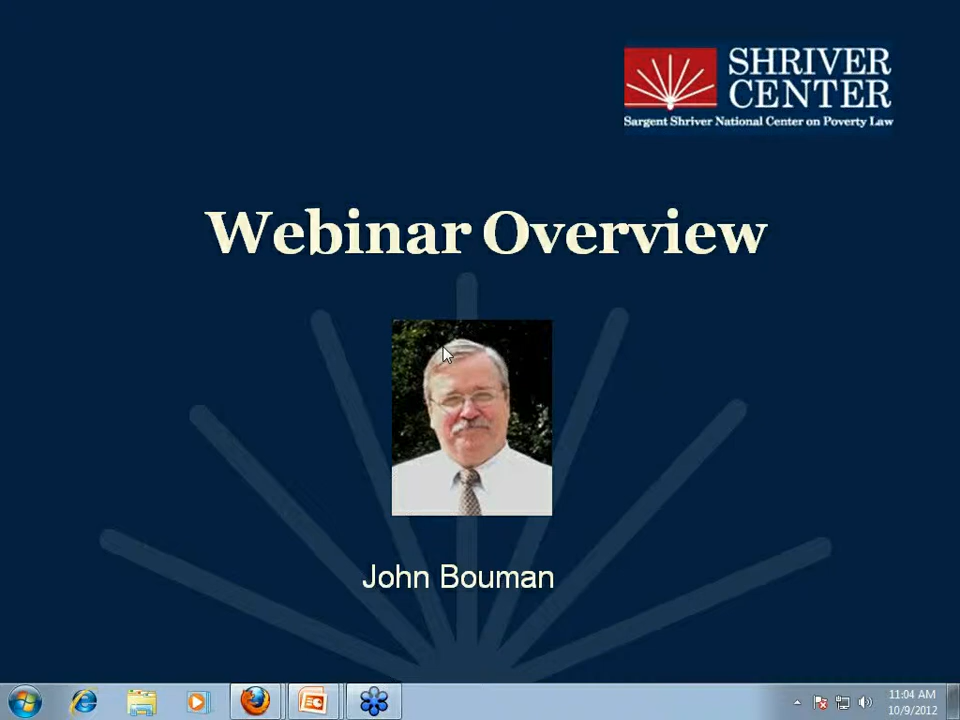 SHRIVER
CENTER
Sargent Shriver National Center on Poverty Law
Webinar Overview
John Bouman
11:04 AM
10/9/2012